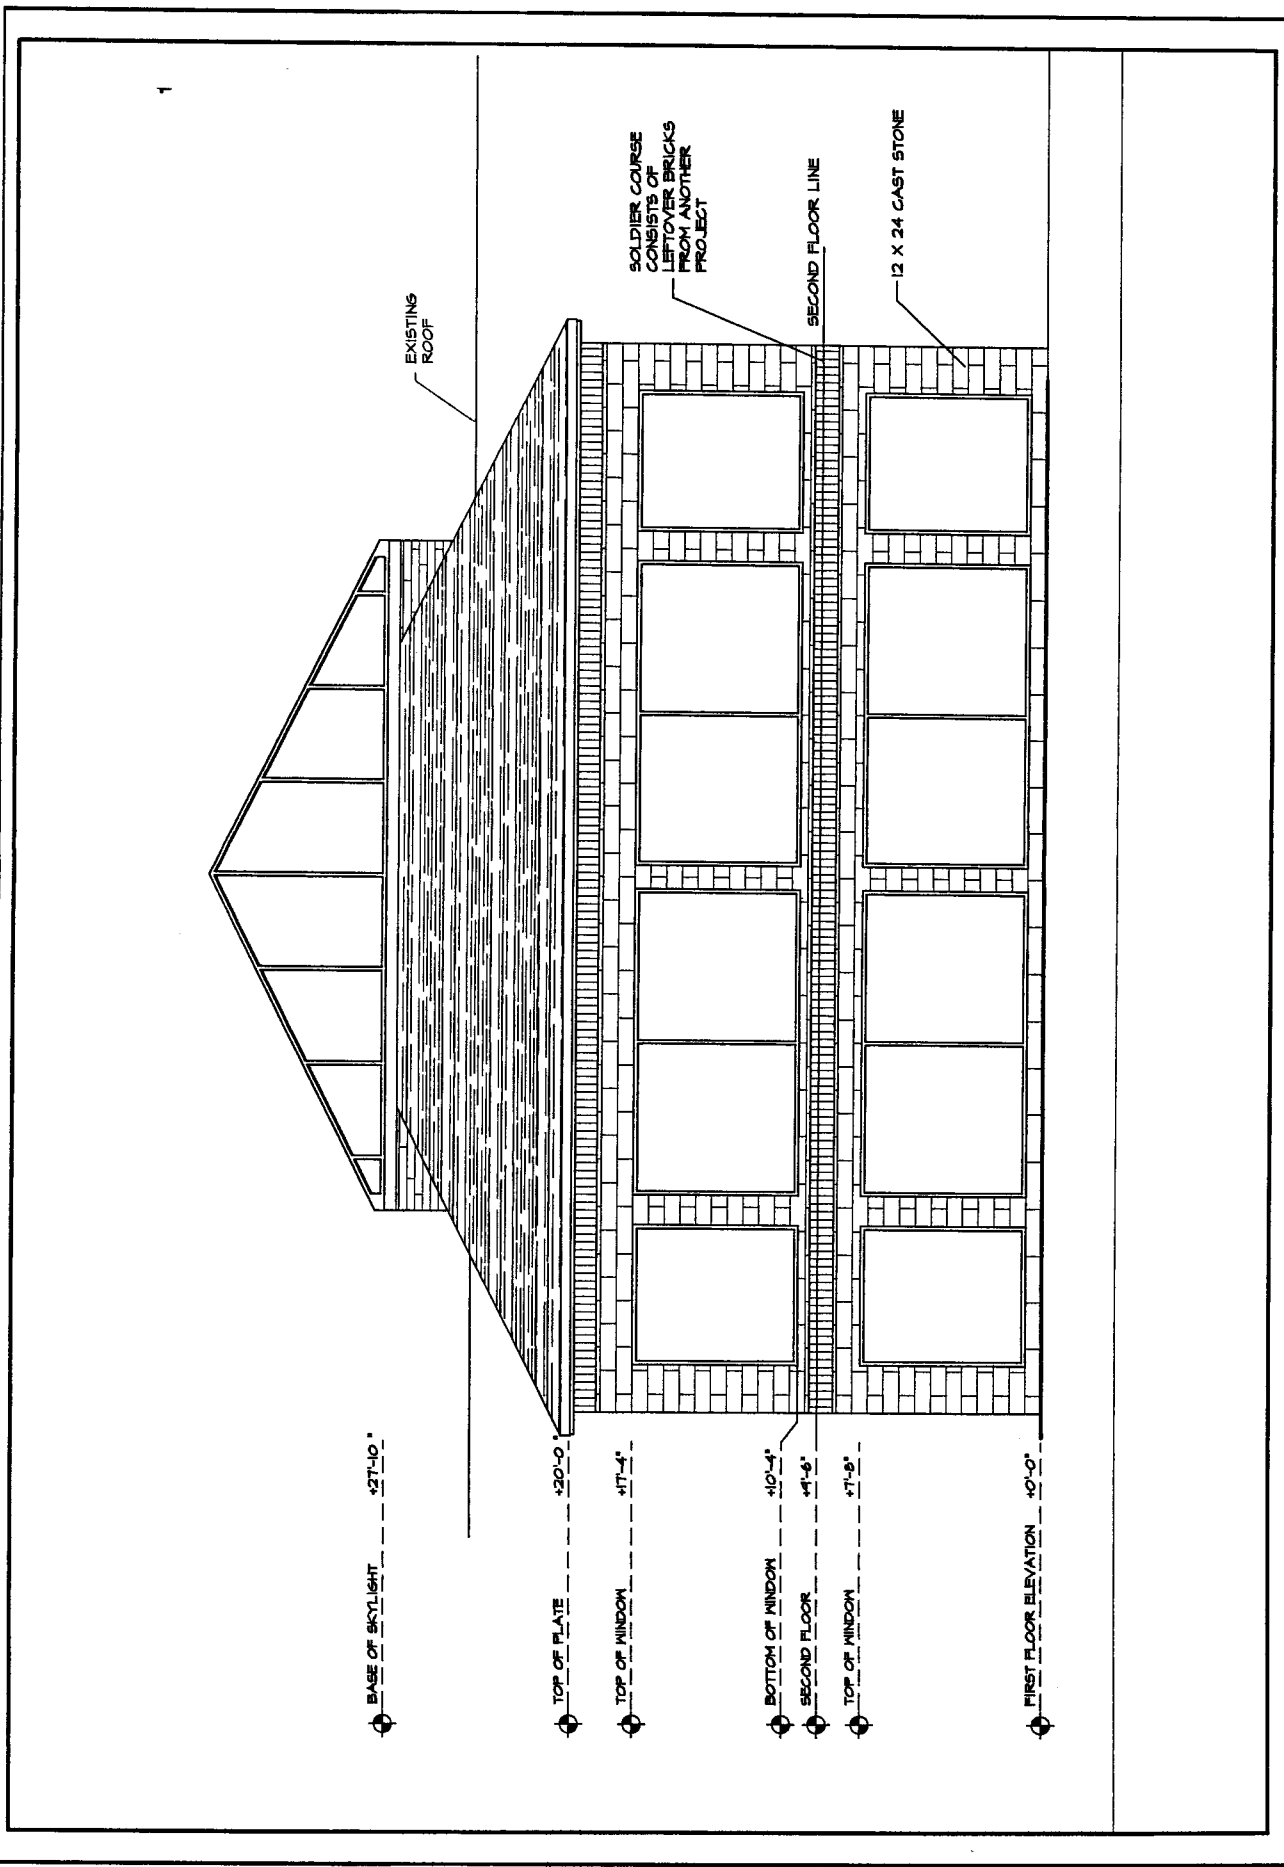 BASE OF SKYLIGHT +27'-10"
TOP OF PLATE +20'-0"
TOP OF WINDOW +17'-4"
BOTTOM OF WINDOW +10'-4"
SECOND FLOOR +9'-6"
TOP OF WINDOW +7'-8"
FIRST FLOOR ELEVATION +0'-0"
EXISTING
ROOF
SOLDIER COURSE
CONSISTS OF
LEFTOVER BRICKS
FROM ANOTHER
PROJECT
SECOND FLOOR LINE
12 X 24 CAST STONE